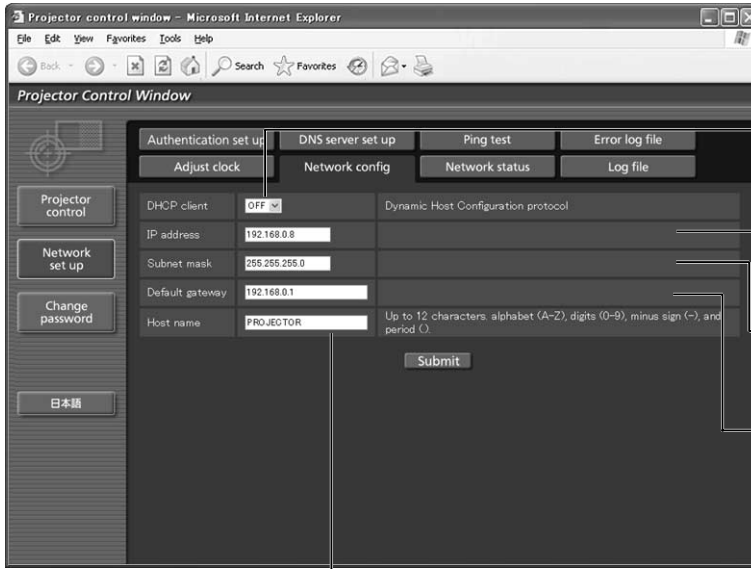 Projector control window - Microsoft Internet Explorer
File Edit View Favorites Tools Help
Back Search Favorites
Projector Control Window
Authentication set up DNS server set up Ping test Error log file
Adjust clock Network config Network status Log file
Projector control
Network set up
Change password
日本語
DHCP client OFF Dynamic Host Configuration protocol
IP address 192.168.0.8
Subnet mask 255.255.255.0
Default gateway 192.168.0.1
Host name PROJECTOR Up to 12 characters. alphabet (A-Z), digits (0-9), minus sign (-), and
period (.).
Submit